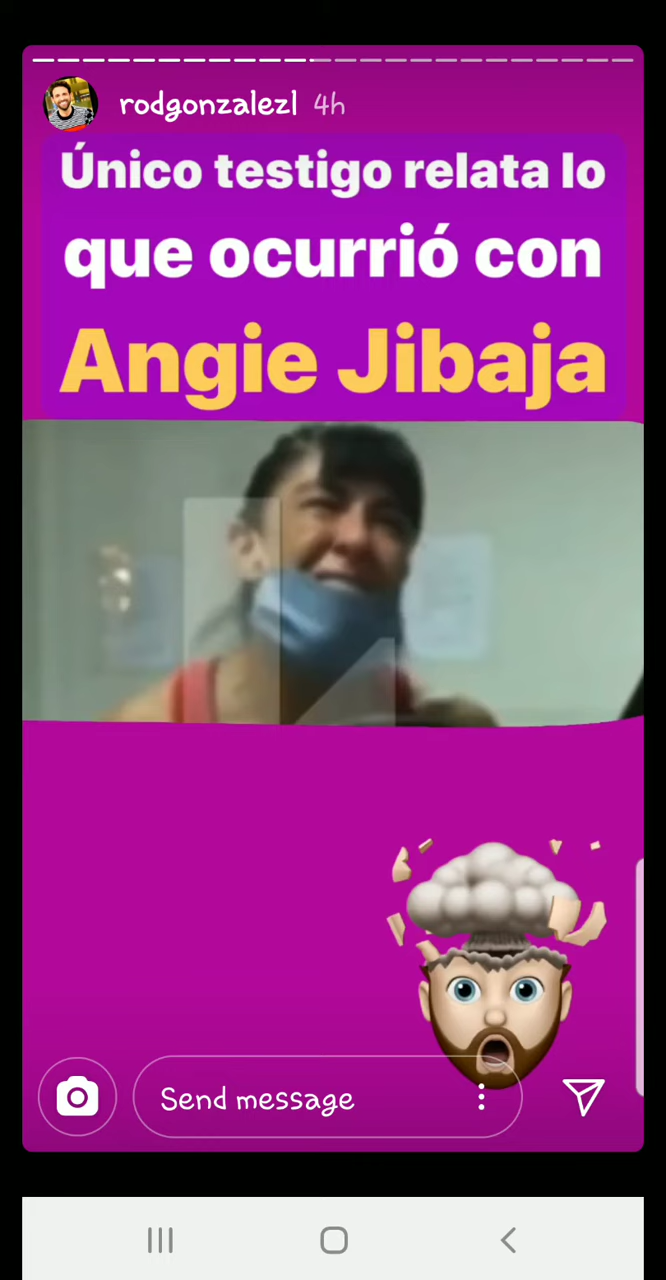 rodgonzalezl 4h
Único testigo relata lo
que ocurrió con
Angie Jibaja
Send message